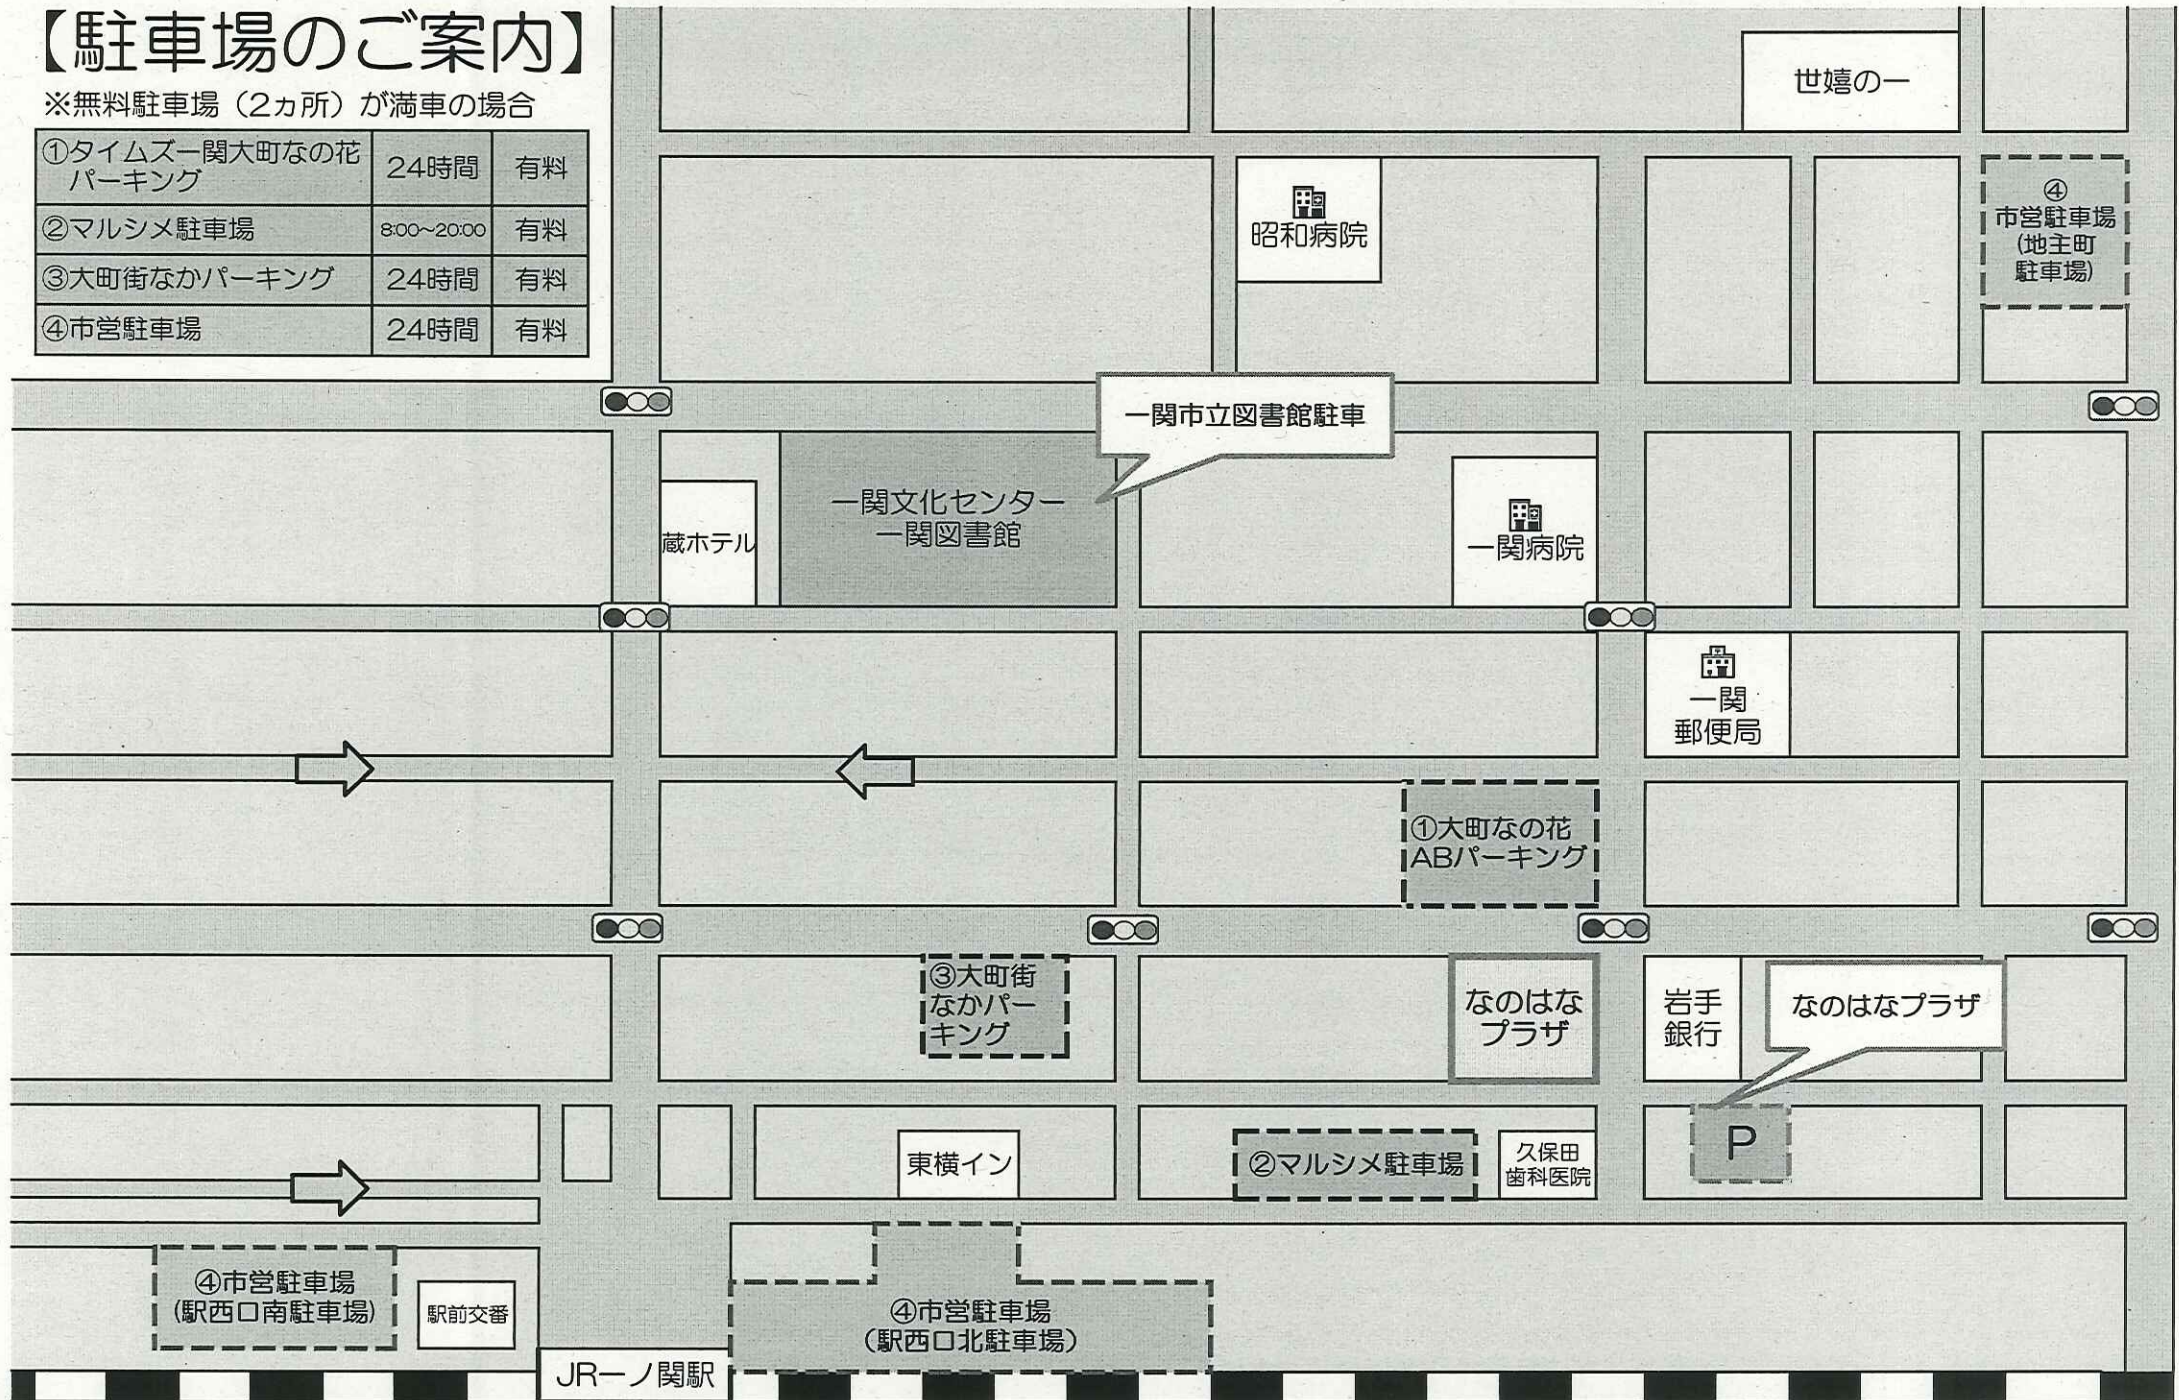 【駐車場のご案内】
※無料駐車場（2ヵ所）が満車の場合
①タイムズ一関大町なの花
パーキング
24時間
有料
②マルシメ駐車場
8:00~20:00
有料
③大町街なかパーキング
24時間
有料
④市営駐車場
24時間
有料
世嬉の一
昭和病院
④
市営駐車場
(地主町
駐車場)
一関市立図書館駐車
蔵ホテル
一関文化センター
一関図書館
一関病院
一関
郵便局
①大町なの花
ABパーキング
③大町街
なかパー
キング
なのはな
プラザ
岩手
銀行
なのはなプラザ
P
東横イン
②マルシメ駐車場
久保田
歯科医院
④市営駐車場
(駅西口南駐車場)
駅前交番
JR一ノ関駅
④市営駐車場
(駅西口北駐車場)